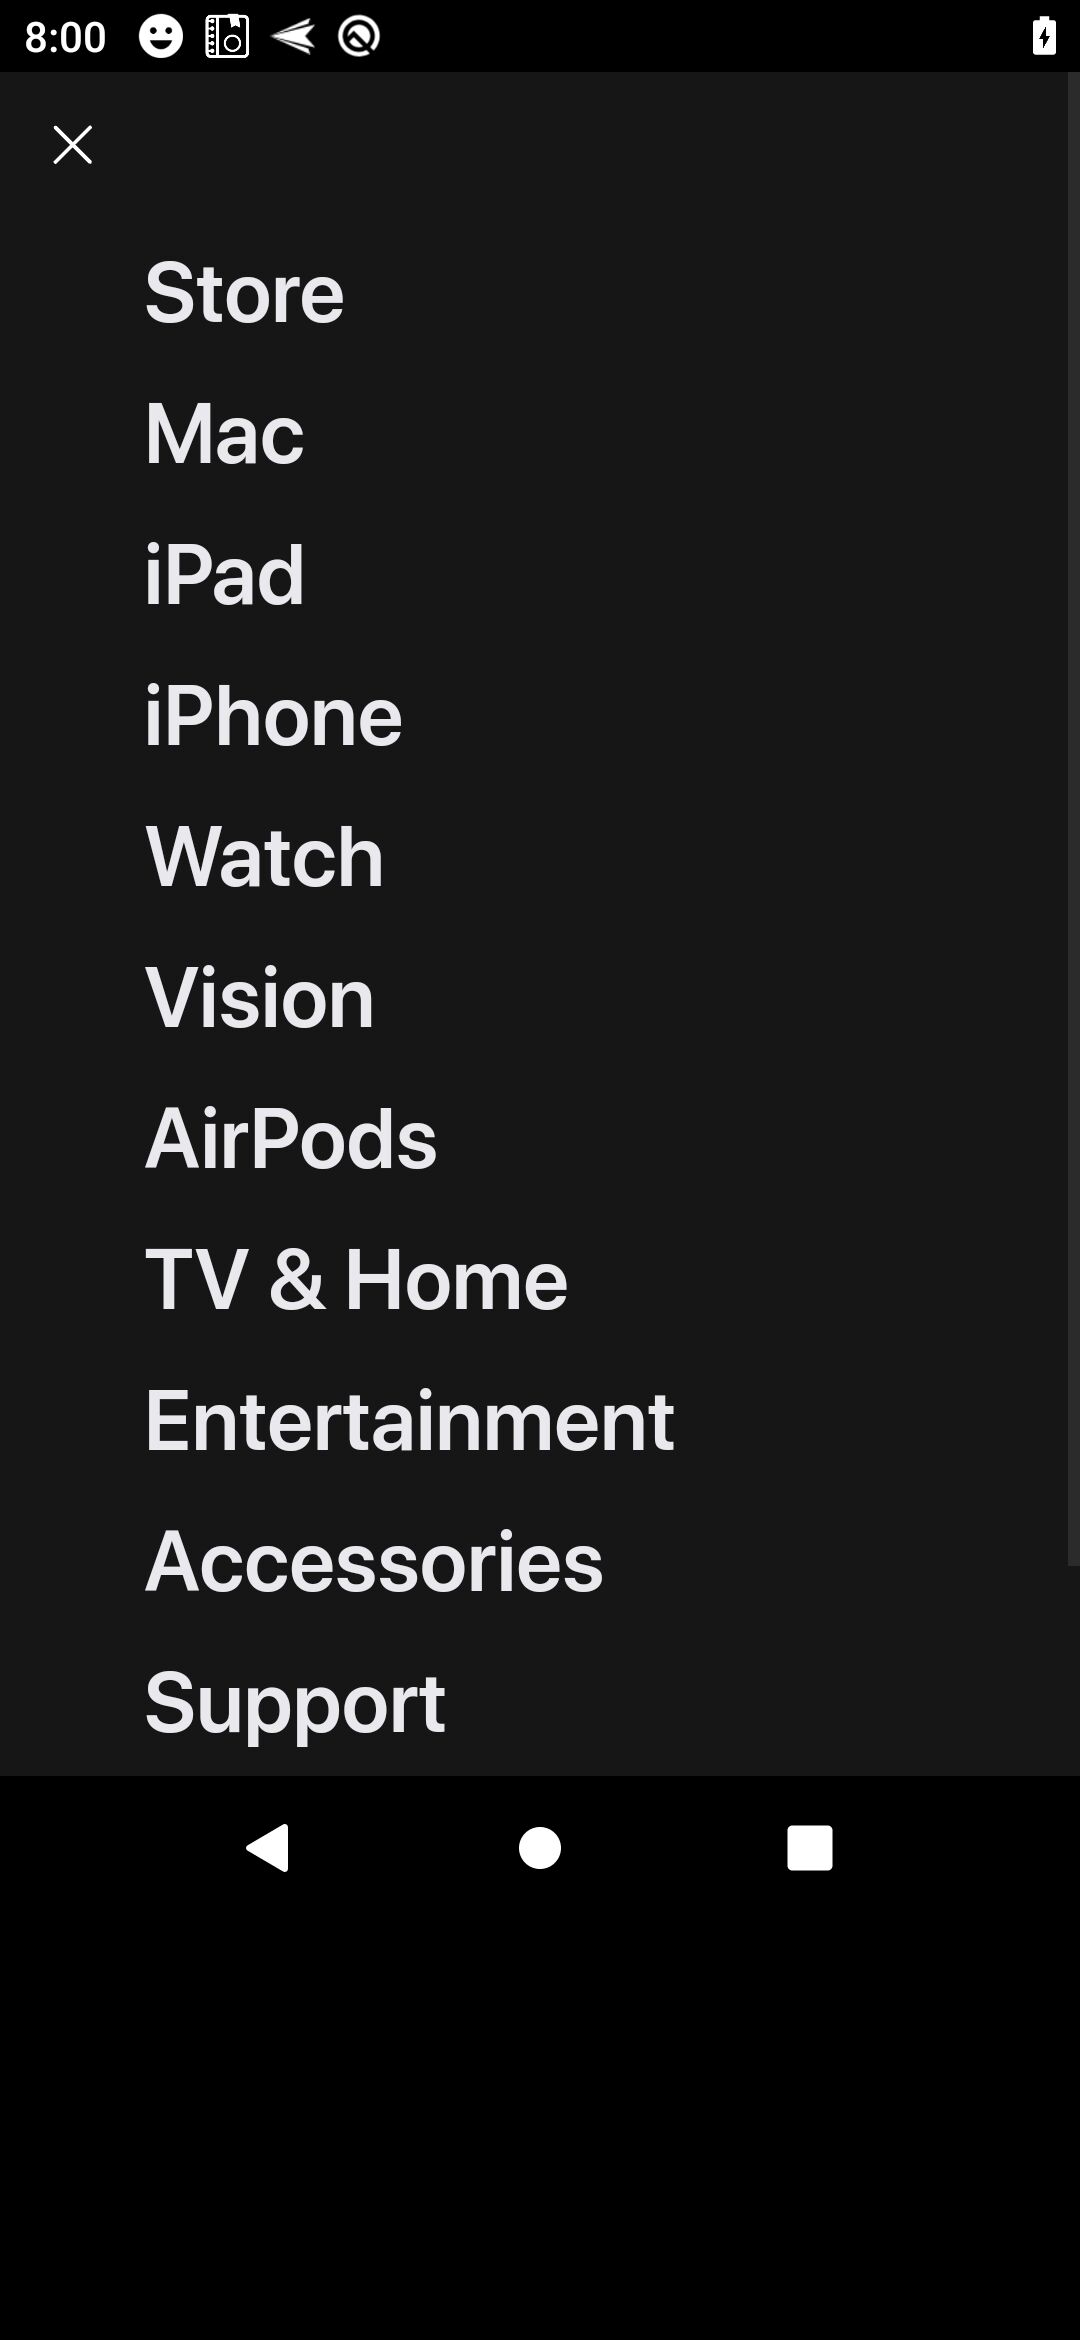 8:00
Store
Mac
iPad
iPhone
Watch
Vision
AirPods
TV & Home
Entertainment
Accessories
Support